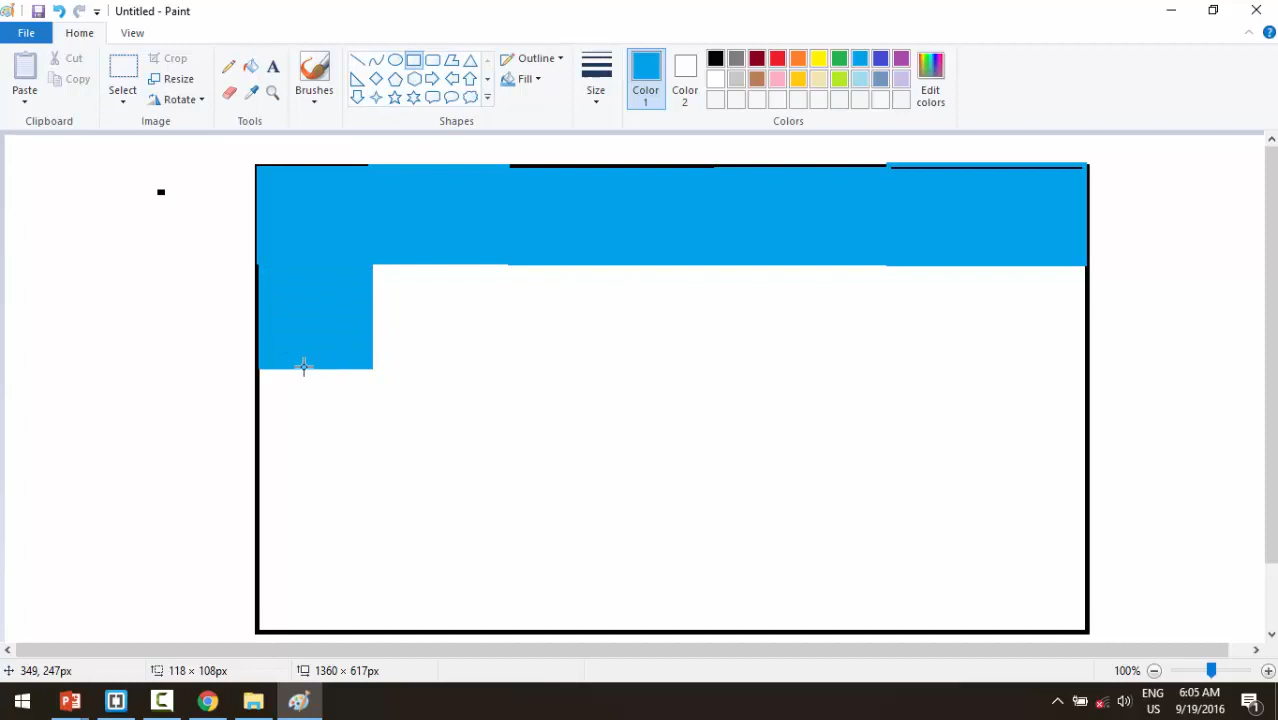 Untitled - Paint
File Home View
Paste
Cut
Copy
Clipboard
Select
Crop
Resize
Rotate
Image
A
Tools
Brushes
Outline
Fill
Shapes
Size
Color 1
Color 2
Edit colors
Colors
349, 247px
118 × 108px
1360 × 617px
100%
ENG US
6:05 AM
9/19/2016
1